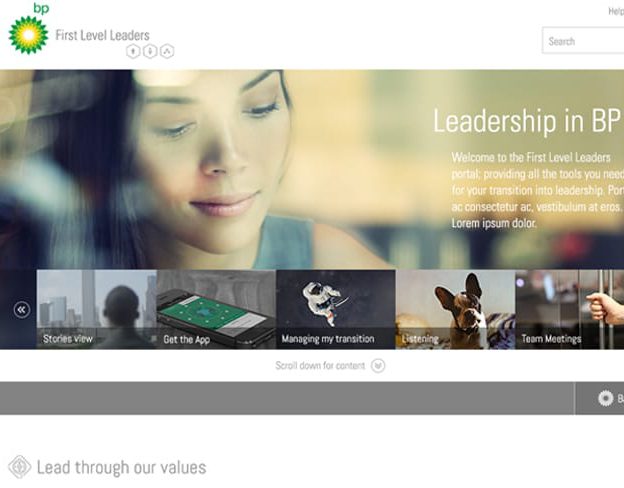 bp
First Level Leaders
Help
Search
Leadership in BP
Welcome to the First Level Leaders
portal; providing all the tools you need
for your transition into leadership. Por
ac consectetur ac, vestibulum at eros.
Lorem ipsum dolor.
Stories view
Get the App
Managing my transition
Listening
Team Meetings
Scroll down for content
Lead through our values